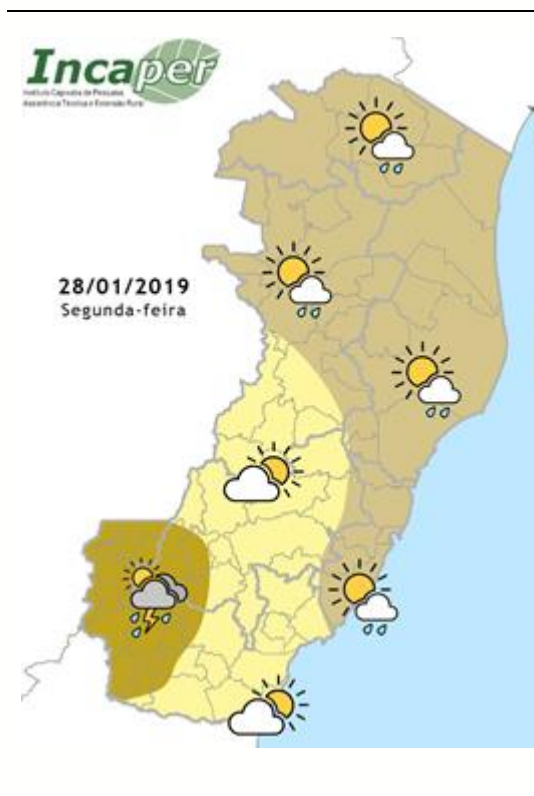 Incaper
Instituto Capixaba de Pesquisa,
Assistência Técnica e Extensão Rural
28/01/2019
Segunda-feira